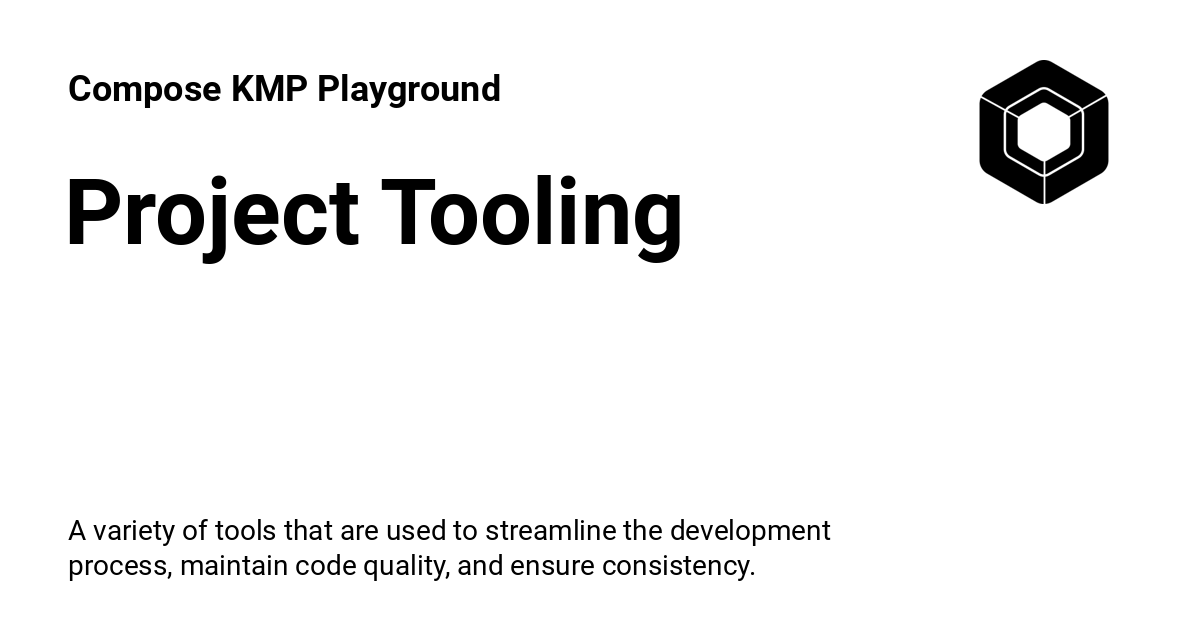 Compose KMP Playground
Project Tooling
A variety of tools that are used to streamline the development
process, maintain code quality, and ensure consistency.